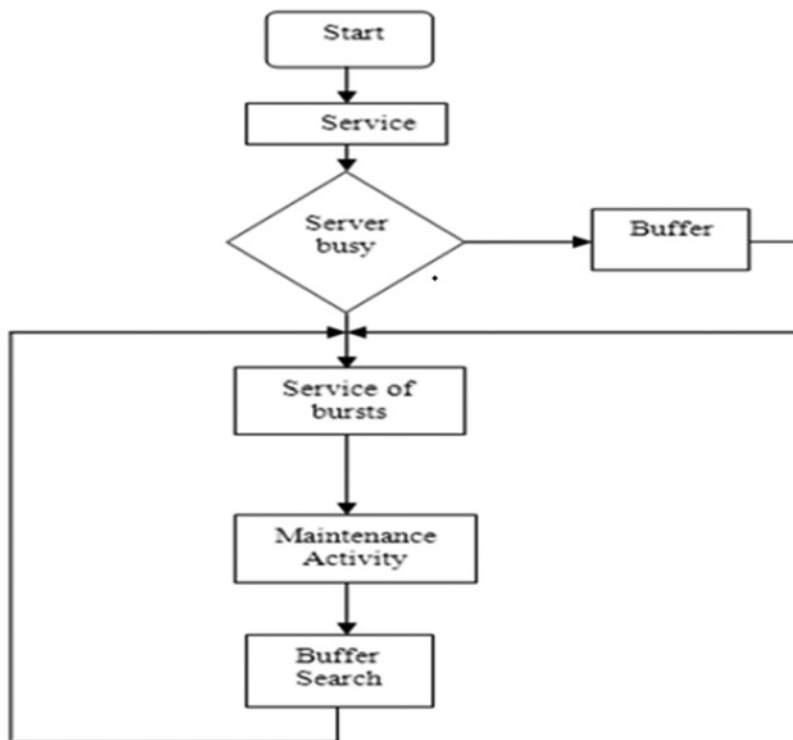 Start
Service
Server
busy
Buffer
Service of
bursts
Maintenance
Activity
Buffer
Search